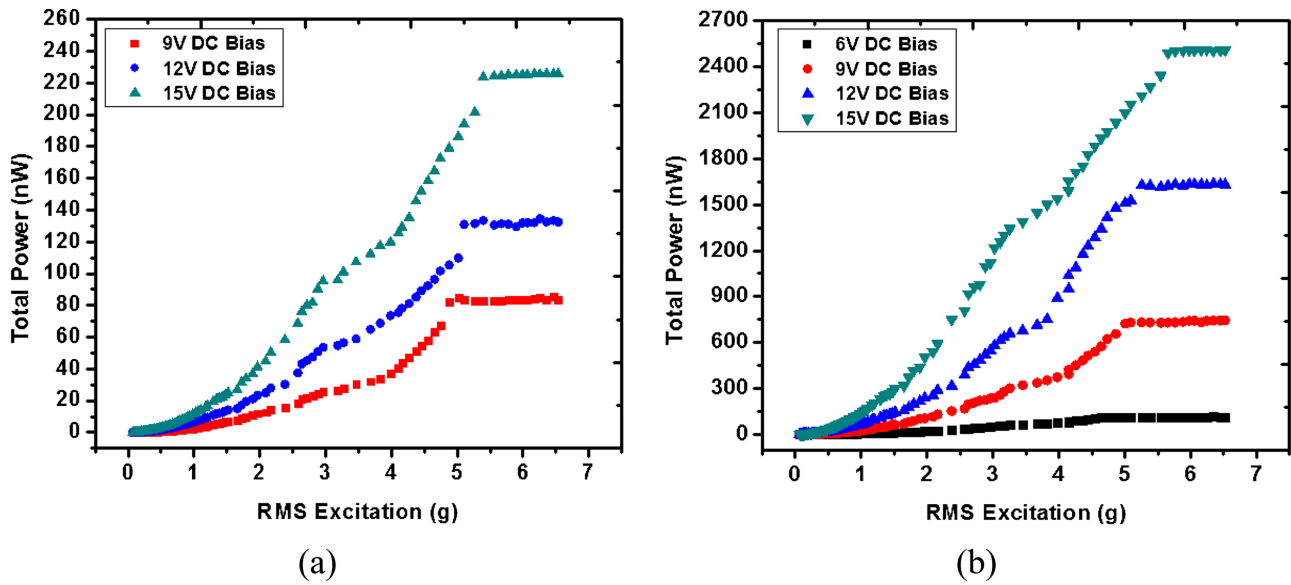 260
240
220
200
180
160
140
120
100
80
60
40
20
0
Total Power (nW)
9V DC Bias
12V DC Bias
15V DC Bias
0 1 2 3 4 5 6 7
RMS Excitation (g)
(a)
2700
2400
2100
1800
1500
1200
900
600
300
0
Total Power (nW)
6V DC Bias
9V DC Bias
12V DC Bias
15V DC Bias
0 1 2 3 4 5 6 7
RMS Excitation (g)
(b)